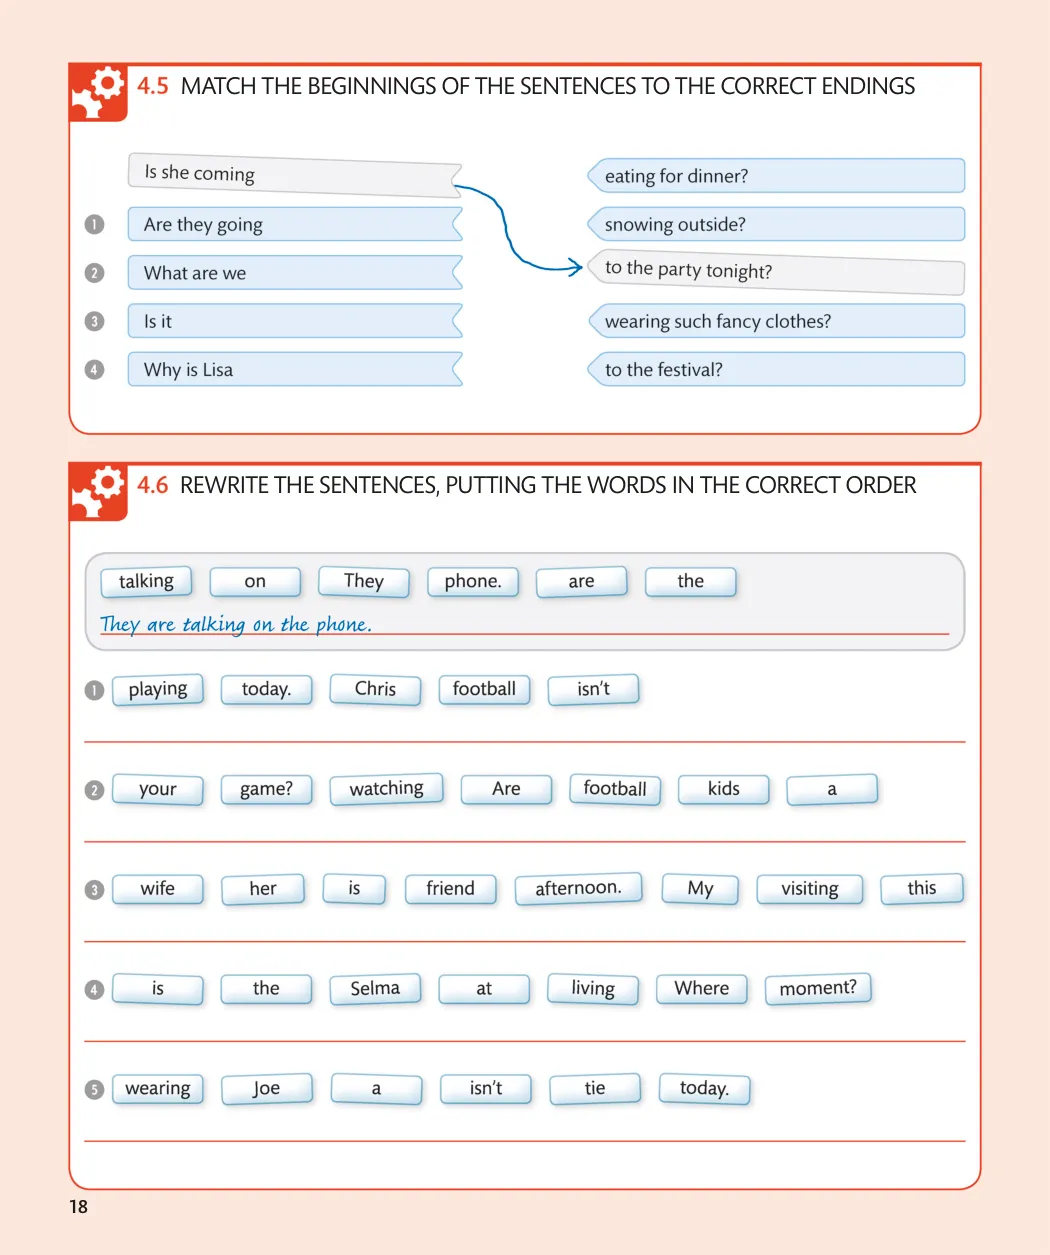 4.5 MATCH THE BEGINNINGS OF THE SENTENCES TO THE CORRECT ENDINGS
Is she coming
eating for dinner?
1 Are they going
snowing outside?
2 What are we
to the party tonight?
3 Is it
wearing such fancy clothes?
4 Why is Lisa
to the festival?
4.6 REWRITE THE SENTENCES, PUTTING THE WORDS IN THE CORRECT ORDER
talking on They phone. are the
They are talking on the phone.
1 playing today. Chris football isn't
2 your game? watching Are football kids a
3 wife her is friend afternoon. My visiting this
4 is the Selma at living Where moment?
5 wearing Joe a isn't tie today.
18